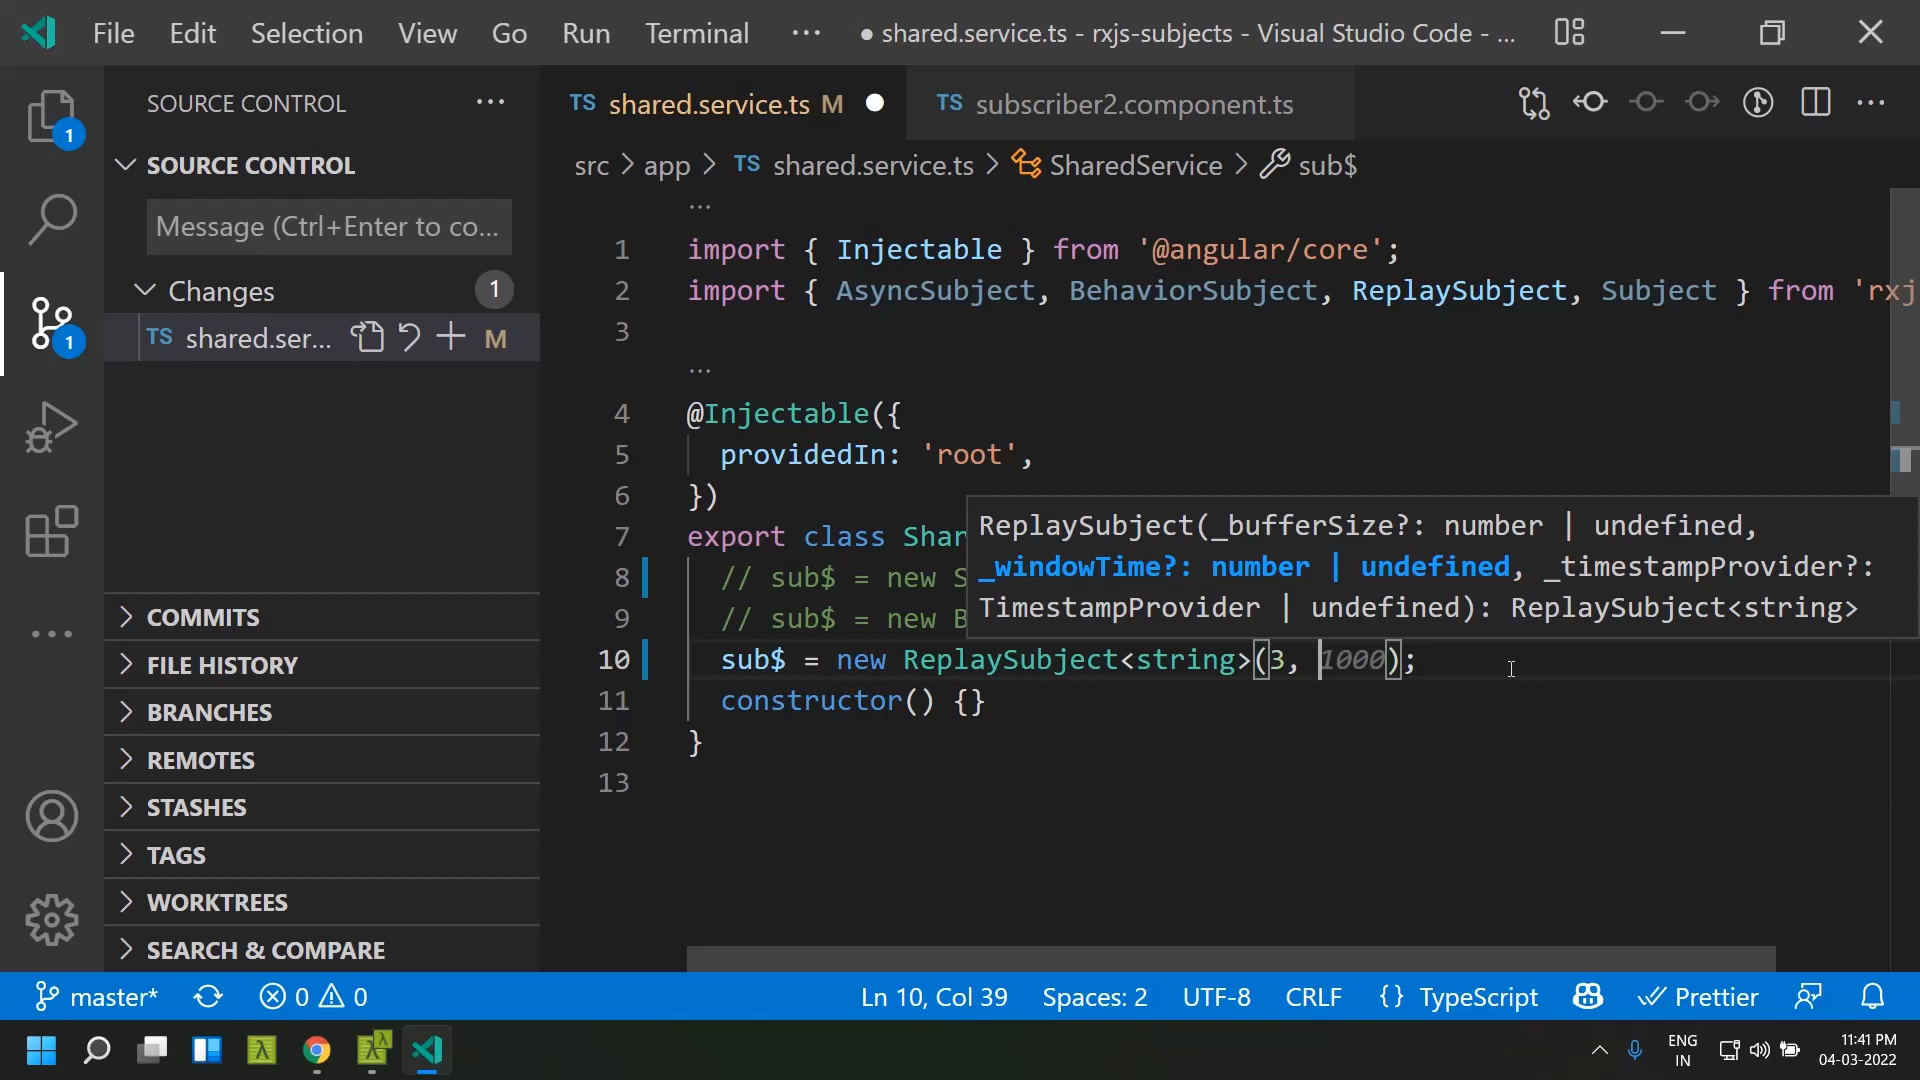 File Edit Selection View Go Run Terminal ··· ● shared.service.ts - rxjs-subjects - Visual Studio Code - ...
SOURCE CONTROL ···
TS shared.service.ts M
TS subscriber2.component.ts
1
SOURCE CONTROL
src > app > TS shared.service.ts > SharedService > sub$
Message (Ctrl+Enter to co...
Changes 1
TS shared.ser... M
1
...
1 import { Injectable } from '@angular/core';
2 import { AsyncSubject, BehaviorSubject, ReplaySubject, Subject } from 'rxj
3
...
4 @Injectable({
5 providedIn: 'root',
6 })
7 export class Shar
8 // sub$ = new S
9 // sub$ = new B
ReplaySubject(_bufferSize?: number | undefined,
_windowTime?: number | undefined, _timestampProvider?:
TimestampProvider | undefined): ReplaySubject<string>
10 sub$ = new ReplaySubject<string>(3, 1000);
11 constructor() {}
12 }
13
COMMITS
FILE HISTORY
BRANCHES
REMOTES
STASHES
TAGS
WORKTREES
SEARCH & COMPARE
master* 0 0 Ln 10, Col 39 Spaces: 2 UTF-8 CRLF {} TypeScript Prettier
ENG
IN
11:41 PM
04-03-2022